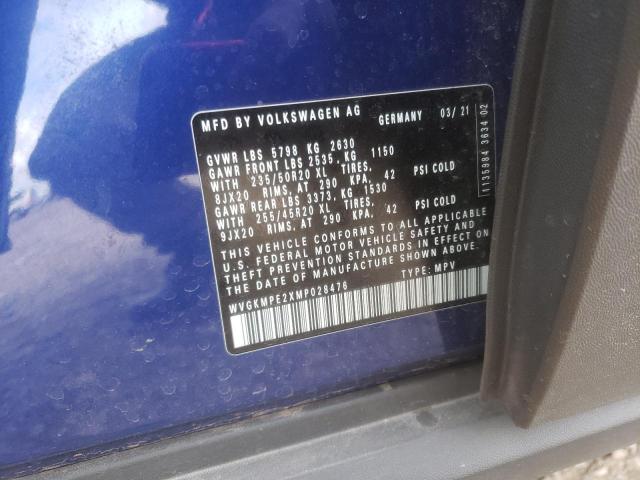 MFD BY VOLKSWAGEN AG GERMANY 03/21
GVWR LBS 5798 KG 2630
GAWR FRONT LBS 2535, KG 1150
WITH 235/50R20 XL TIRES,
8JX20 RIMS, AT 290 KPA, 42 PSI COLD
GAWR REAR LBS 3373, KG 1530
WITH 255/45R20 XL TIRES,
9JX20 RIMS, AT 290 KPA, 42 PSI COLD
THIS VEHICLE CONFORMS TO ALL APPLICABLE
U.S. FEDERAL MOTOR VEHICLE SAFETY AND
THEFT PREVENTION STANDARDS IN EFFECT ON
THE DATE OF MANUFACTURE SHOWN ABOVE.
WVGKMPE2XMP028476 TYPE: MPV
1135984 3634 02